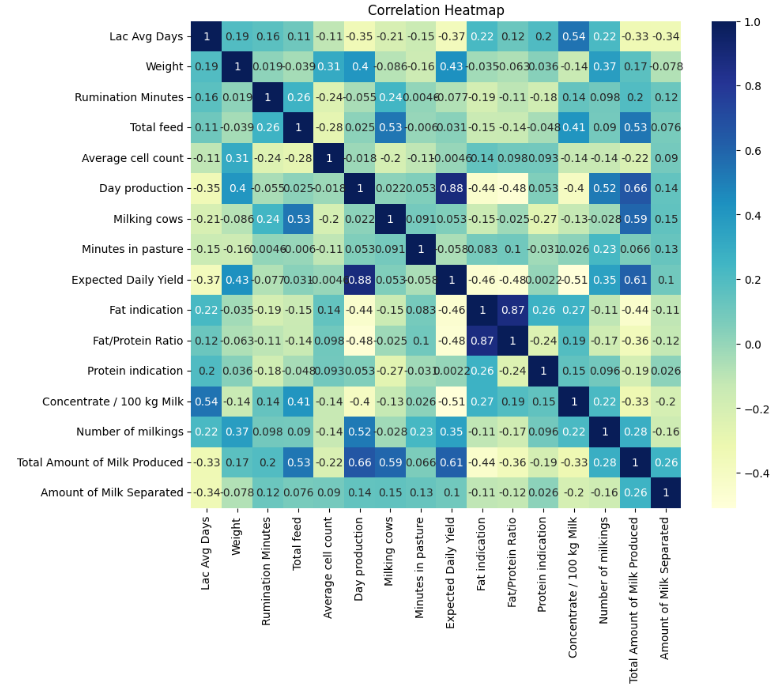 Correlation Heatmap
Lac Avg Days 1 0.19 0.16 0.11 -0.11 -0.35 -0.21 -0.15 -0.37 0.22 0.12 0.2 0.54 0.22 -0.33 -0.34
Weight 0.19 1 0.019 -0.039 0.31 0.4 -0.086 -0.16 0.43 -0.035 -0.063 0.036 -0.14 0.37 0.17 -0.078
Rumination Minutes 0.16 0.019 1 0.26 -0.24 -0.055 0.24 0.0046 -0.077 -0.19 -0.11 -0.18 0.14 0.098 0.2 0.12
Total feed 0.11 -0.039 0.26 1 -0.28 0.025 0.53 -0.006 0.031 -0.15 -0.14 -0.048 0.41 0.09 0.53 0.076
Average cell count -0.11 0.31 -0.24 -0.28 1 -0.018 -0.2 -0.11 -0.0046 0.14 0.098 0.093 -0.14 -0.14 -0.22 0.09
Day production -0.35 0.4 -0.055 0.025 -0.018 1 0.022 0.053 0.88 -0.44 -0.48 0.053 -0.4 0.52 0.66 0.14
Milking cows -0.21 -0.086 0.24 0.53 -0.2 0.022 1 0.091 0.053 -0.15 -0.025 -0.27 -0.13 -0.028 0.59 0.15
Minutes in pasture -0.15 -0.16 0.0046 -0.006 -0.11 0.053 0.091 1 -0.058 0.083 0.1 -0.031 0.026 0.23 0.066 0.13
Expected Daily Yield -0.37 0.43 -0.077 0.031 0.88 0.053 -0.058 1 -0.46 -0.48 0.0022 -0.51 0.35 0.61 0.1
Fat indication 0.22 -0.035 -0.19 -0.15 0.14 -0.44 -0.15 0.083 -0.46 1 0.87 0.26 0.27 -0.11 -0.44 -0.11
Fat/Protein Ratio 0.12 -0.063 -0.11 -0.14 0.098 -0.48 -0.025 0.1 -0.48 0.87 1 -0.24 0.19 -0.17 -0.36 -0.12
Protein indication 0.2 0.036 -0.18 -0.048 0.093 0.053 -0.27 -0.031 0.0022 0.26 -0.24 1 0.15 0.096 -0.19 0.026
Concentrate / 100 kg Milk 0.54 -0.14 0.14 0.41 -0.14 -0.4 -0.13 0.026 -0.51 0.27 0.19 0.15 1 0.22 -0.33 -0.2
Number of milkings 0.22 0.37 0.098 0.09 -0.14 0.52 -0.028 0.23 0.35 -0.11 -0.17 0.096 0.22 1 0.28 -0.16
Total Amount of Milk Produced -0.33 0.17 0.2 0.53 -0.22 0.66 0.59 0.066 0.61 -0.44 -0.36 -0.19 -0.33 0.28 1 0.26
Amount of Milk Separated -0.34 -0.078 0.12 0.076 0.09 0.14 0.15 0.13 0.1 -0.11 -0.12 0.026 -0.2 -0.16 0.26 1
Lac Avg Days
Weight
Rumination Minutes
Total feed
Average cell count
Day production
Milking cows
Minutes in pasture
Expected Daily Yield
Fat indication
Fat/Protein Ratio
Protein indication
Concentrate / 100 kg Milk
Number of milkings
Total Amount of Milk Produced
Amount of Milk Separated
1.0
0.8
0.6
0.4
0.2
0.0
−0.2
−0.4